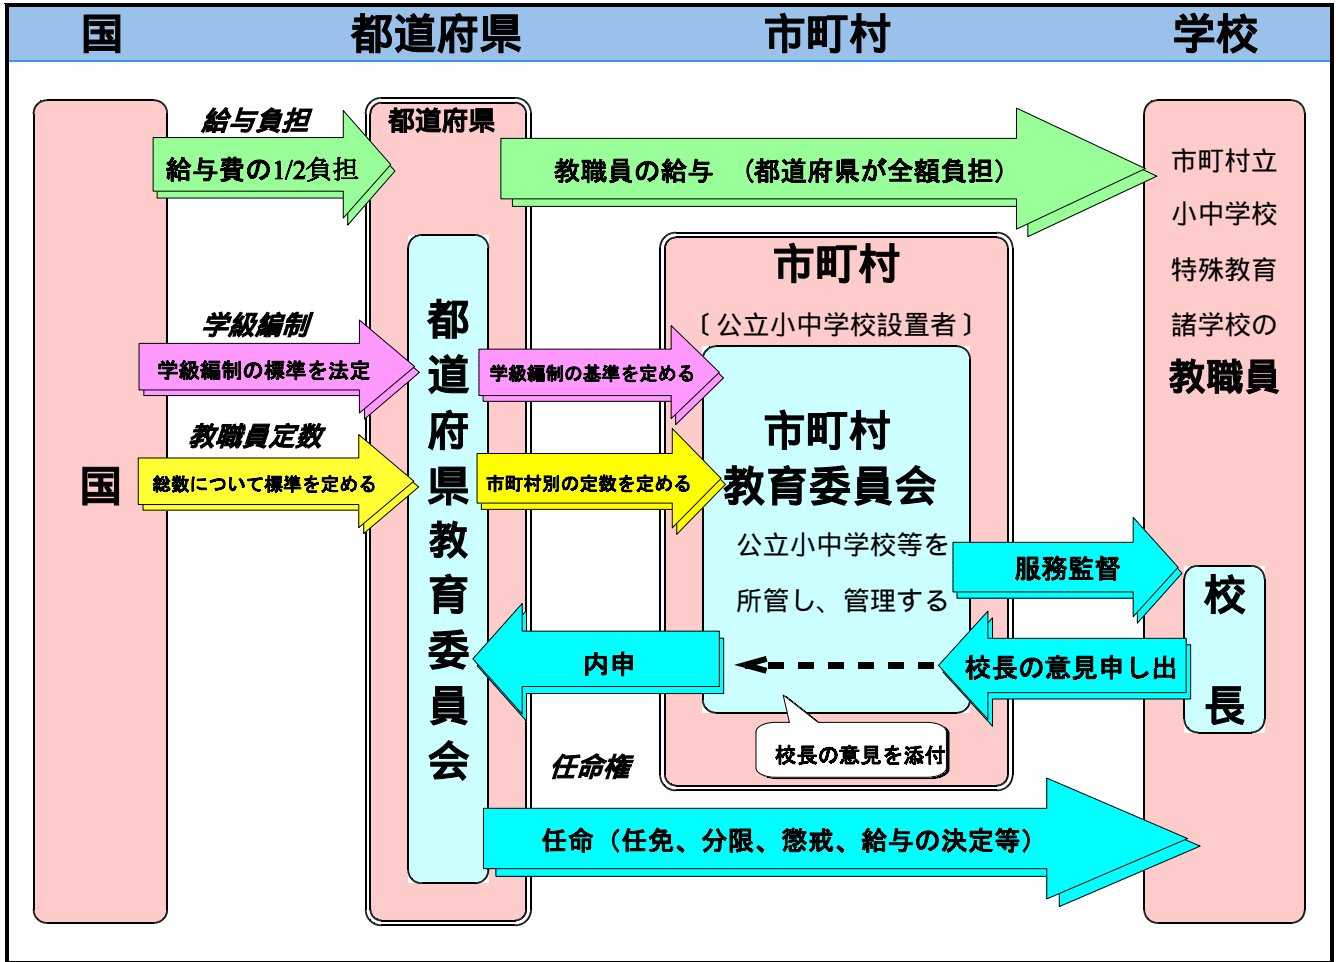 国
都道府県
市町村
学校
給与負担
給与費の1/2負担
都道府県
教職員の給与 （都道府県が全額負担）
市町村立
小中学校
特殊教育
諸学校の
教職員
市町村
〔公立小中学校設置者〕
学級編制
学級編制の標準を法定
学級編制の基準を定める
教職員定数
総数について標準を定める
市町村別の定数を定める
国
都道府県教育委員会
市町村
教育委員会
公立小中学校等を
所管し、管理する
服務監督
校長
内申
校長の意見申し出
校長の意見を添付
任命権
任命（任免、分限、懲戒、給与の決定等）